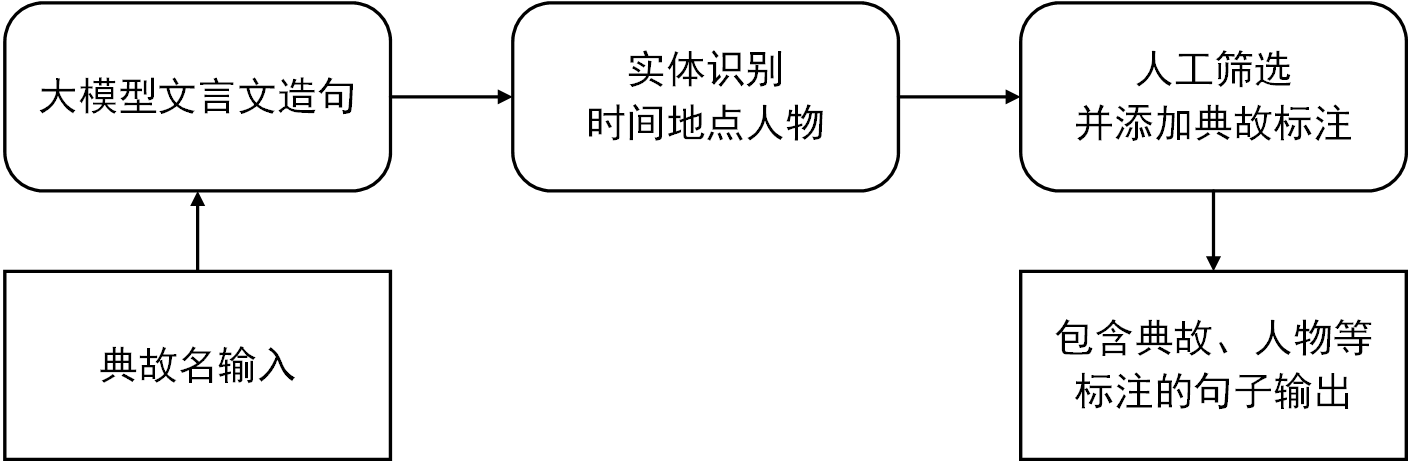 大模型文言文造句
实体识别
时间地点人物
人工筛选
并添加典故标注
典故名输入
包含典故、人物等
标注的句子输出